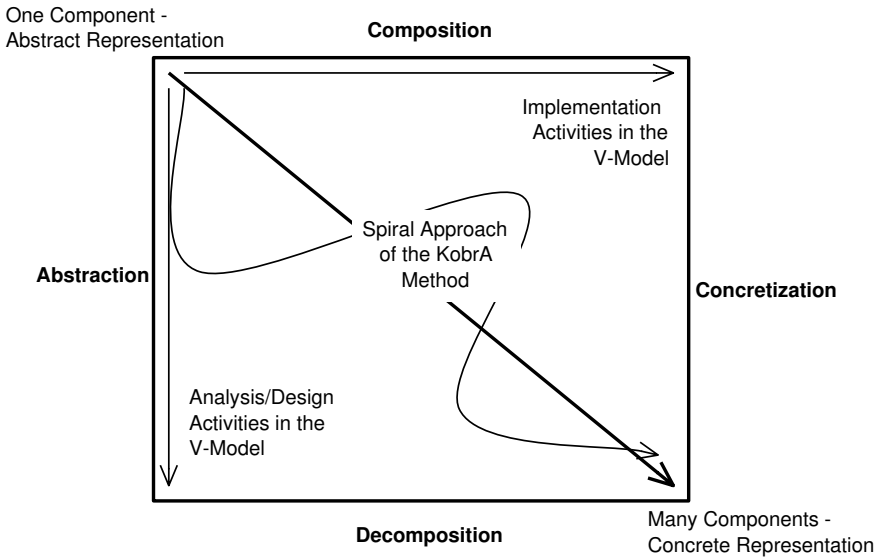 One Component -
Abstract Representation
Composition
Implementation
Activities in the
V-Model
Spiral Approach
of the KobrA
Method
Abstraction
Concretization
Analysis/Design
Activities in the
V-Model
Decomposition
Many Components -
Concrete Representation